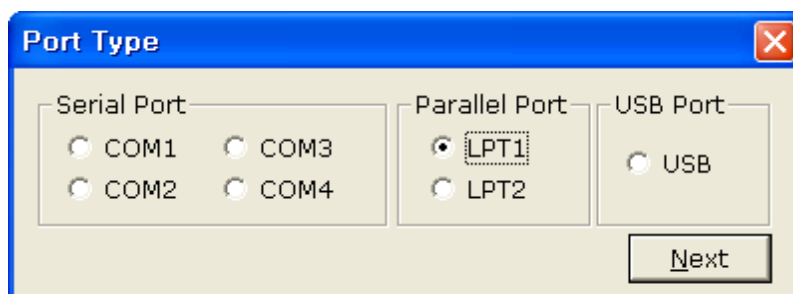 Port Type
Serial Port
COM1 COM3
COM2 COM4
Parallel Port
LPT1
LPT2
USB Port
USB
Next